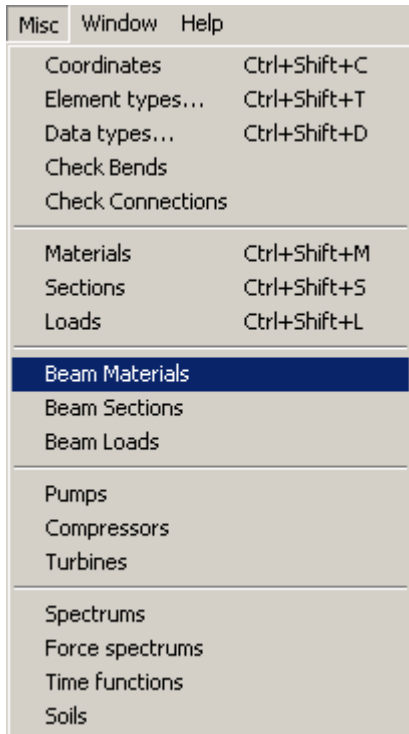 Misc Window Help
Coordinates Ctrl+Shift+C
Element types... Ctrl+Shift+T
Data types... Ctrl+Shift+D
Check Bends
Check Connections
Materials Ctrl+Shift+M
Sections Ctrl+Shift+S
Loads Ctrl+Shift+L
Beam Materials
Beam Sections
Beam Loads
Pumps
Compressors
Turbines
Spectrums
Force spectrums
Time functions
Soils